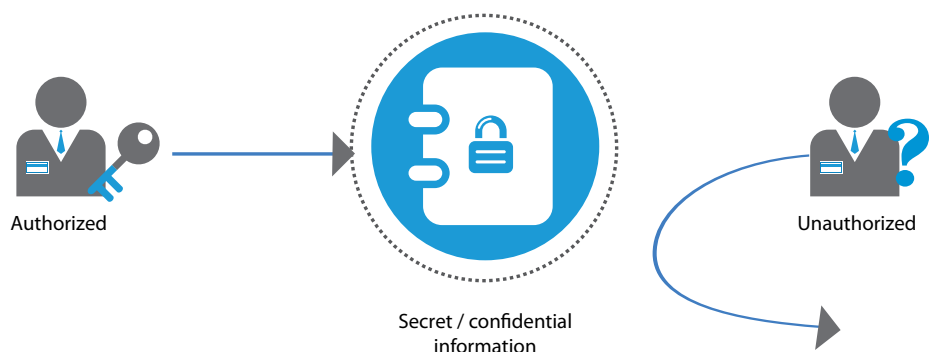 Authorized
Unauthorized
Secret / confidential
information